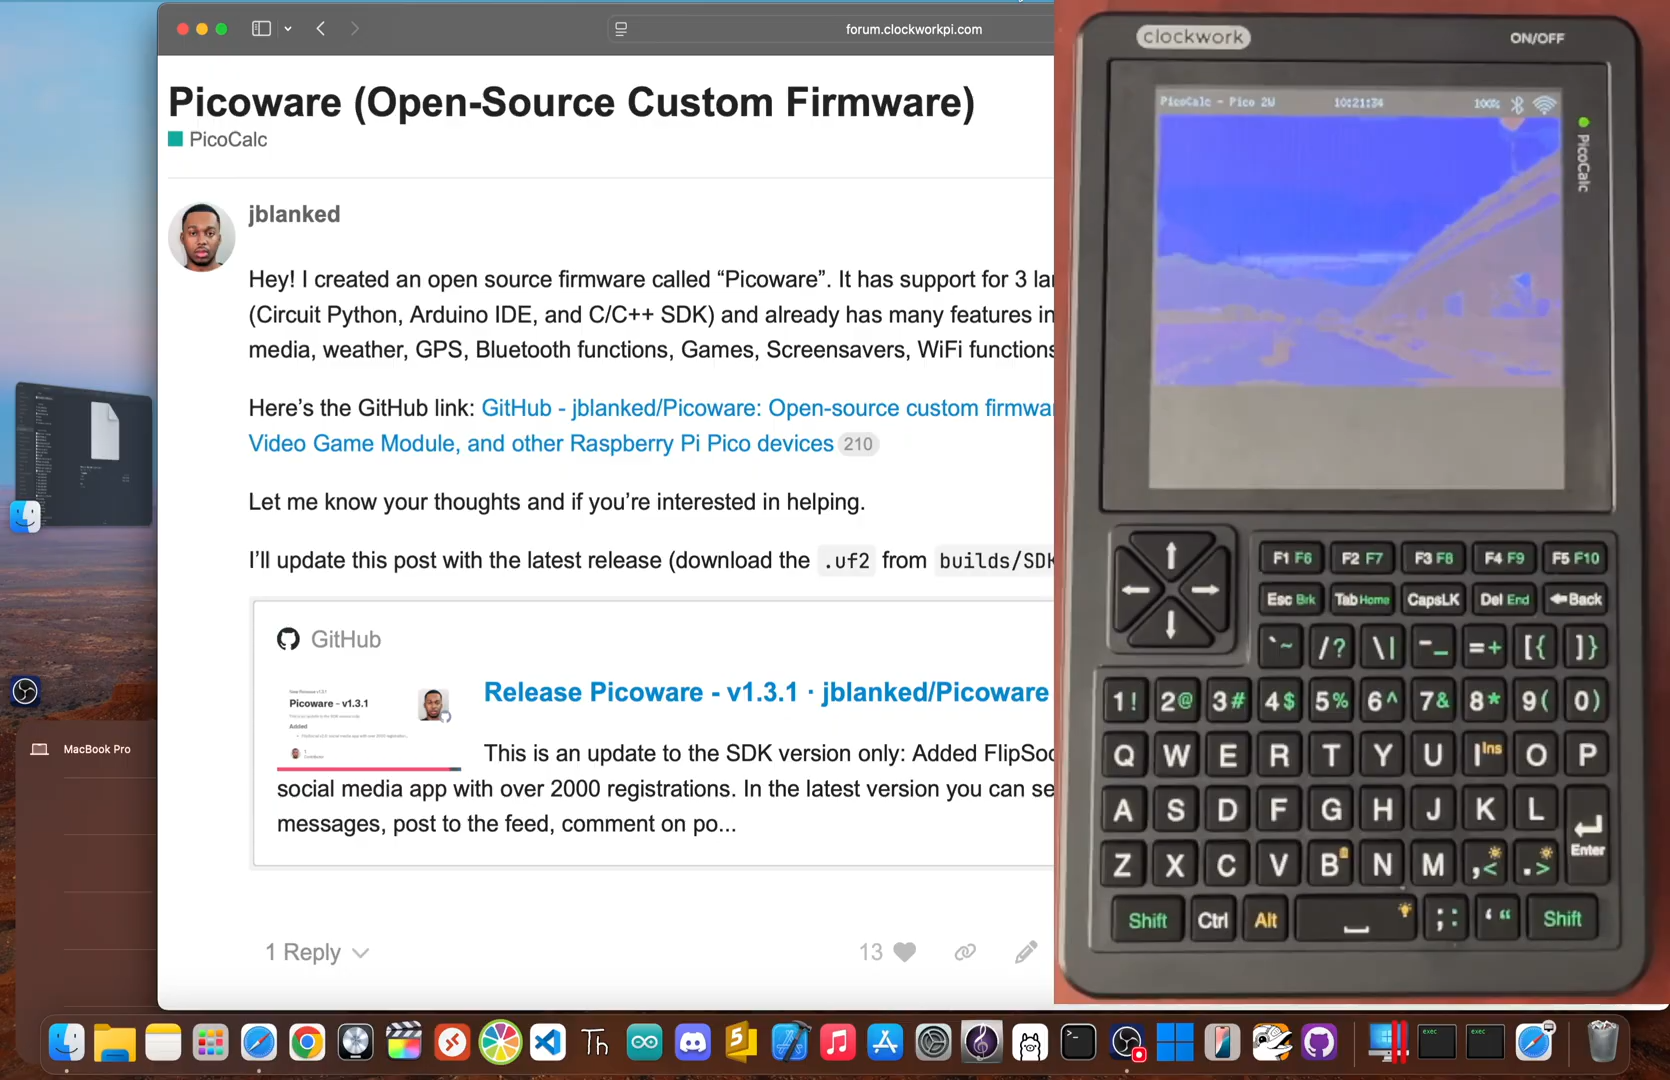 forum.clockworkpi.com
Picoware (Open-Source Custom Firmware)
PicoCalc
jblanked
Hey! I created an open source firmware called “Picoware”. It has support for 3
(Circuit Python, Arduino IDE, and C/C++ SDK) and already has many features in
media, weather, GPS, Bluetooth functions, Games, Screensavers, WiFi functions
Here’s the GitHub link: GitHub - jblanked/Picoware: Open-source custom
Video Game Module, and other Raspberry Pi Pico devices 210
Let me know your thoughts and if you’re interested in helping.
I’ll update this post with the latest release (download the .uf2 from builds/SDK
GitHub
Picoware - v1.3.1
Added
Release Picoware - v1.3.1 · jblanked/Picoware
This is an update to the SDK version only: Added FlipSoc
social media app with over 2000 registrations. In the latest version you can se
messages, post to the feed, comment on po...
1 Reply
13
MacBook Pro
Th
exec
exec
clockwork
ON/OFF
PicoCalc - Pico 2W 10:21:34 100%
PicoCalc
F1 F6 F2 F7 F3 F8 F4 F9 F5 F10
Esc Brk Tab Home CapsLK Del End Back
` ~ / ? \ | - _ = + [ { ] }
1 ! 2 @ 3 # 4 $ 5 % 6 ^ 7 & 8 * 9 ( 0 )
Q W E R T Y U I Ins O P
A S D F G H J K L
Enter
Z X C V B N M , < . >
Shift Ctrl Alt ; : ‘ “ Shift